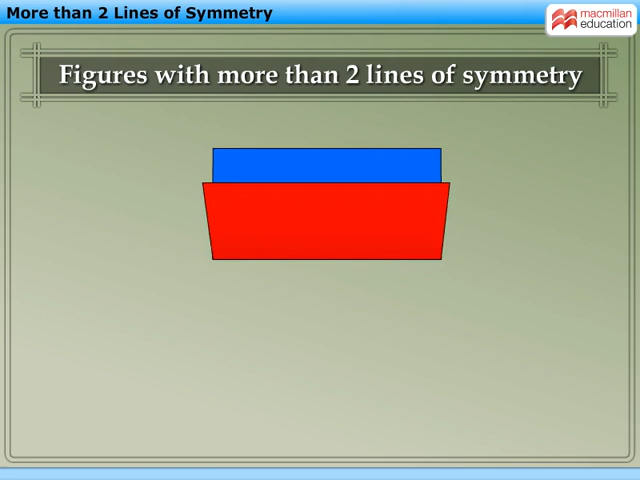 More than 2 Lines of Symmetry
macmillan
education
Figures with more than 2 lines of symmetry